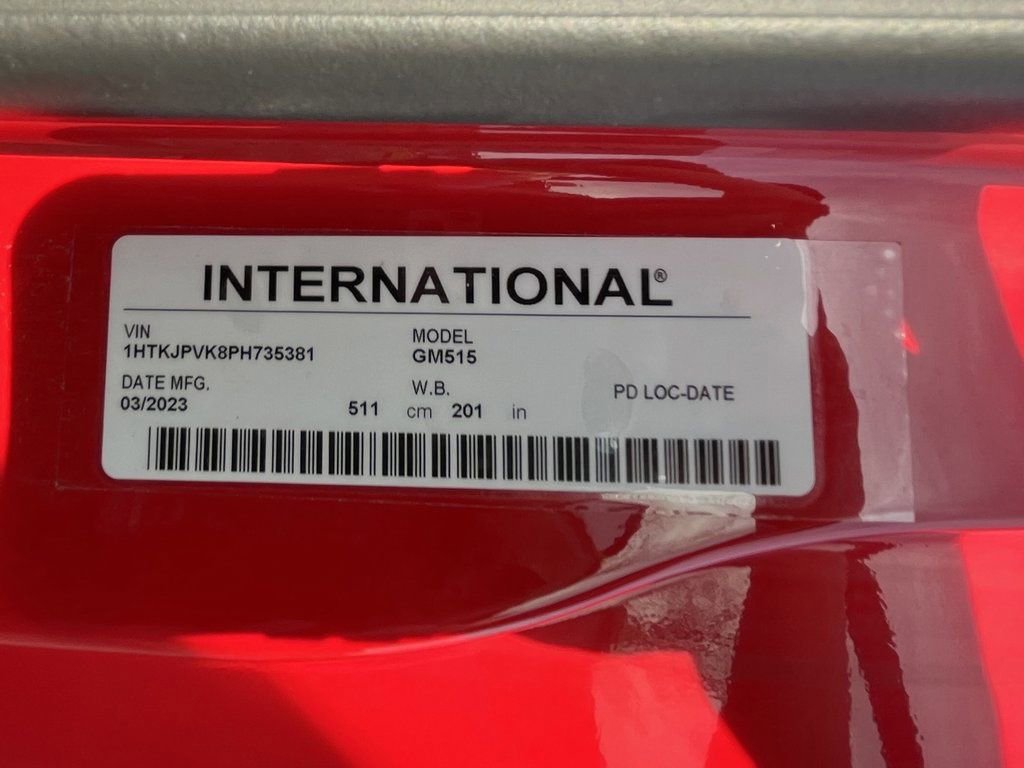 INTERNATIONAL®
VIN
1HTKJPVK8PH735381
MODEL
GM515
DATE MFG.
03/2023
W.B.
511 cm 201 in
PD LOC-DATE